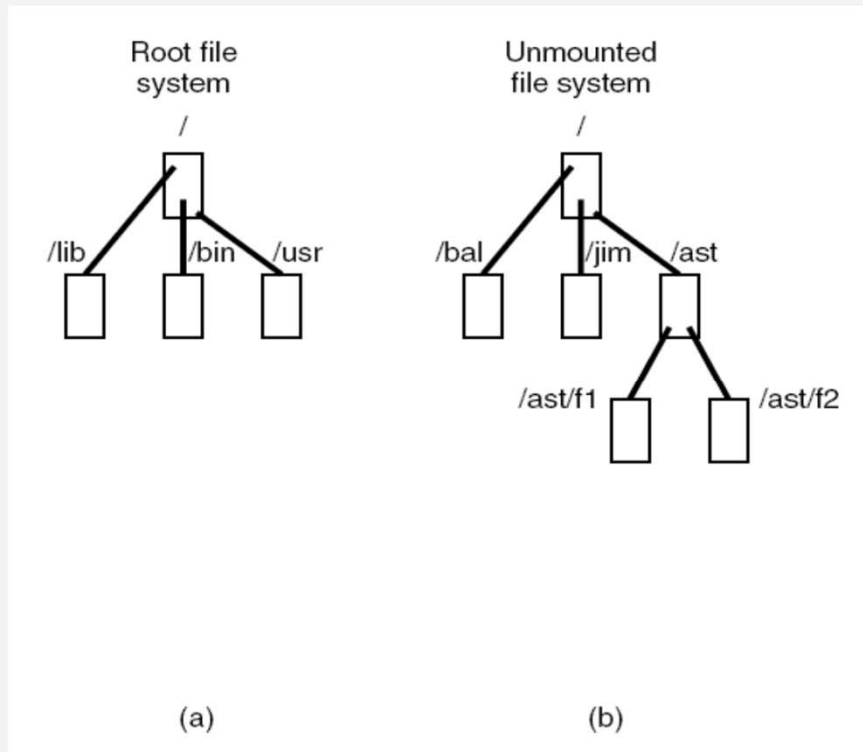 Root file
system
/
/lib
/bin
/usr
(a)
Unmounted
file system
/
/bal
/jim
/ast
/ast/f1
/ast/f2
(b)